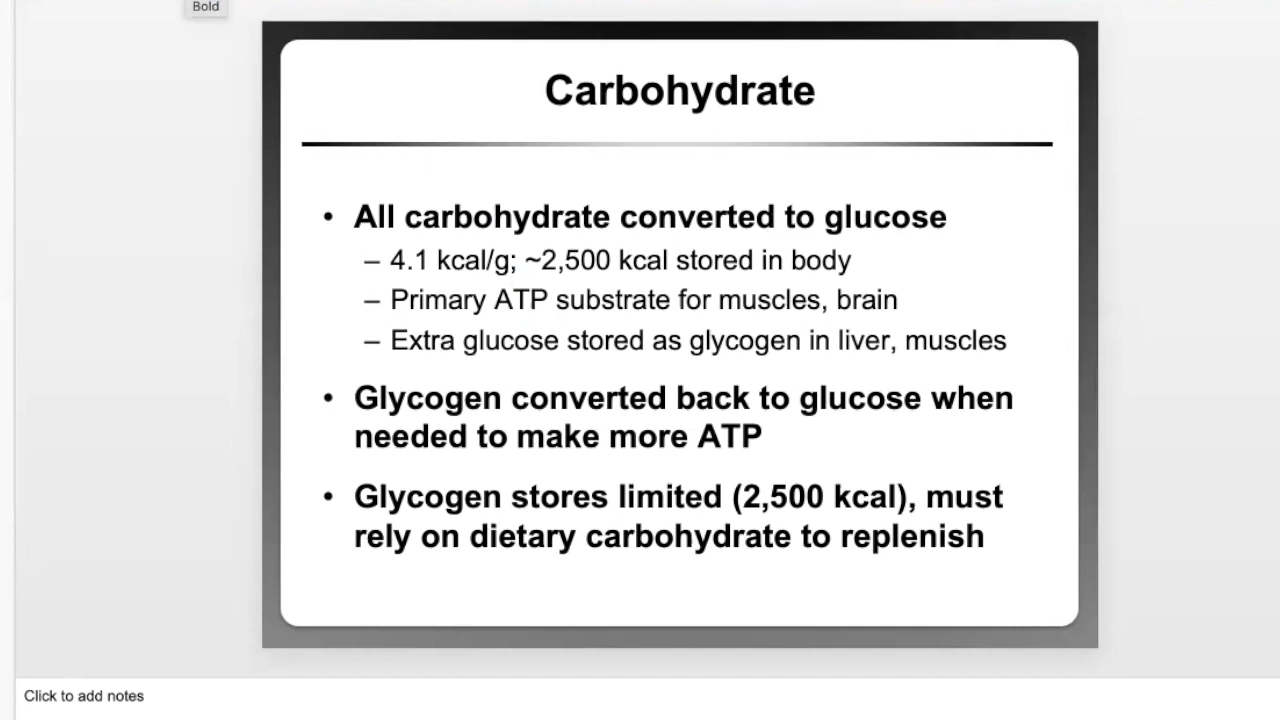 Bold
Carbohydrate
• All carbohydrate converted to glucose
– 4.1 kcal/g; ~2,500 kcal stored in body
– Primary ATP substrate for muscles, brain
– Extra glucose stored as glycogen in liver, muscles
• Glycogen converted back to glucose when
needed to make more ATP
• Glycogen stores limited (2,500 kcal), must
rely on dietary carbohydrate to replenish
Click to add notes